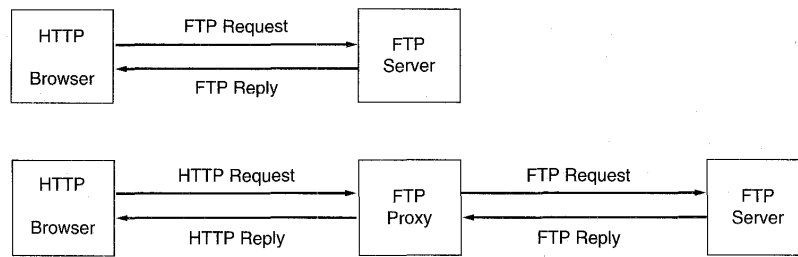 HTTP
Browser
FTP Request
FTP Reply
FTP
Server
HTTP
Browser
HTTP Request
HTTP Reply
FTP
Proxy
FTP Request
FTP Reply
FTP
Server